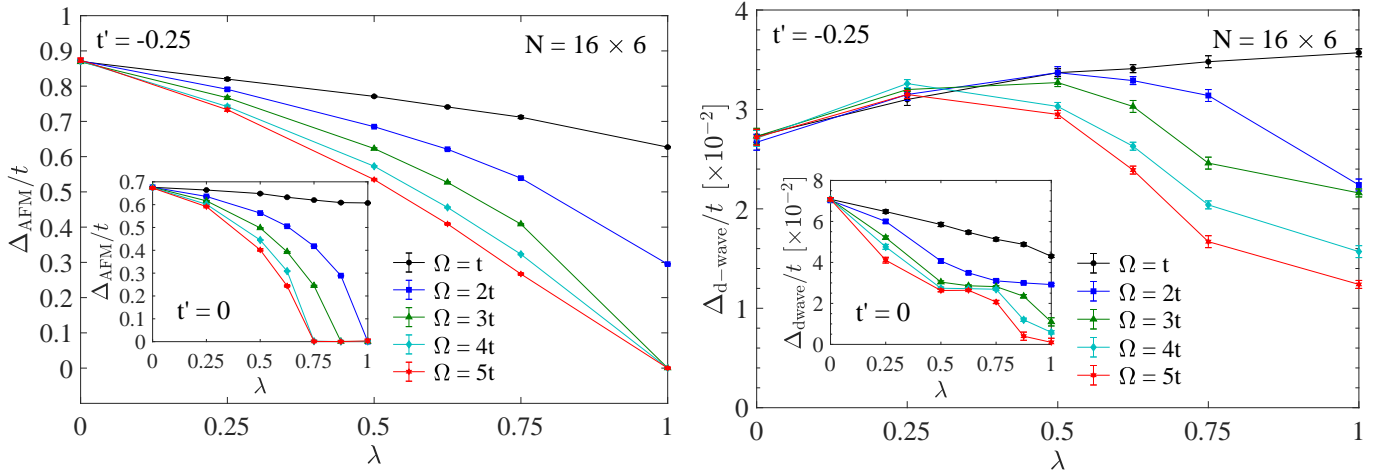 t' = -0.25
N = 16 × 6
Δ_AFM/t
1
0.9
0.8
0.7
0.6
0.5
0.4
0.3
0.2
0.1
0
0 0.25 0.5 0.75 1
λ
Δ_AFM/t
0.7
0.6
0.5
0.4
0.3
0.2
0.1
0
t' = 0
0 0.25 0.5 0.75 1
λ
Ω = t
Ω = 2t
Ω = 3t
Ω = 4t
Ω = 5t
t' = -0.25
N = 16 × 6
Δ_d−wave/t [×10⁻²]
4
3
2
1
0
0 0.25 0.5 0.75 1
λ
Δ_dwave/t [×10⁻²]
8
6
4
2
0
t' = 0
0 0.25 0.5 0.75 1
λ
Ω = t
Ω = 2t
Ω = 3t
Ω = 4t
Ω = 5t